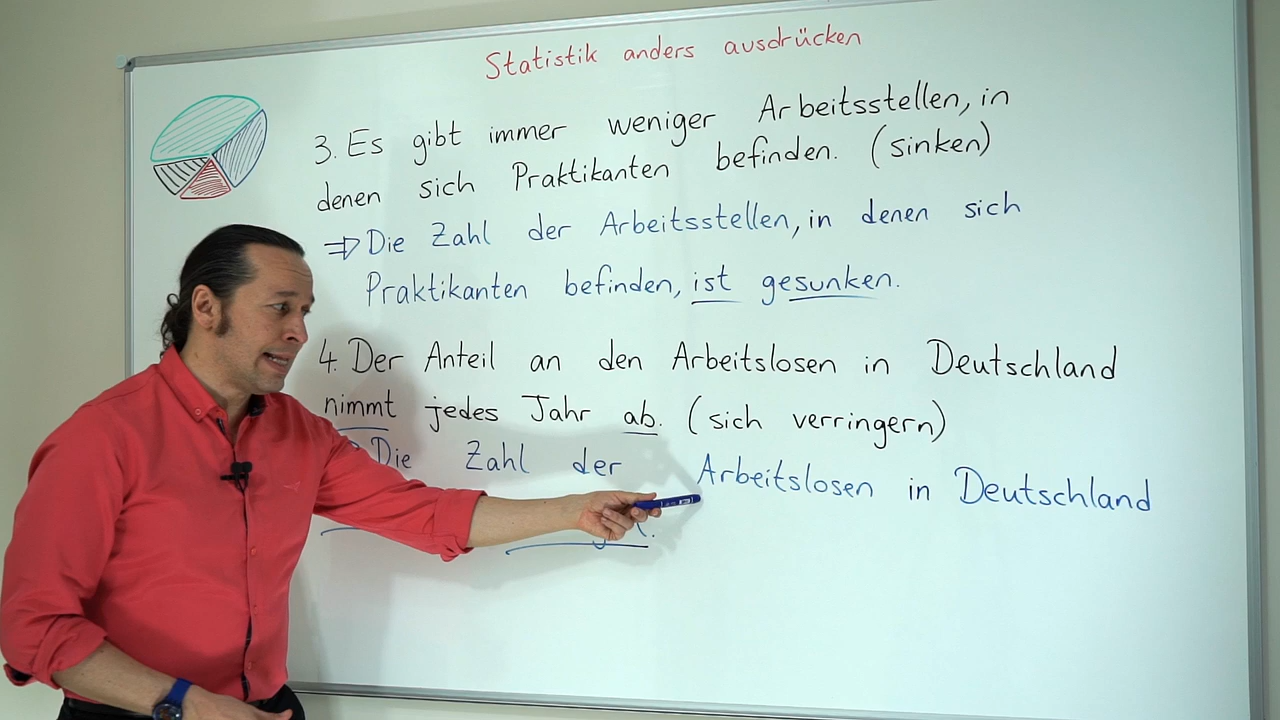 Statistik anders ausdrücken
3. Es gibt immer weniger Arbeitsstellen, in
denen sich Praktikanten befinden. (sinken)
⇒ Die Zahl der Arbeitsstellen, in denen sich
Praktikanten befinden, ist gesunken.
4. Der Anteil an den Arbeitslosen in Deutschland
nimmt jedes Jahr ab. (sich verringern)
Die Zahl der Arbeitslosen in Deutschland